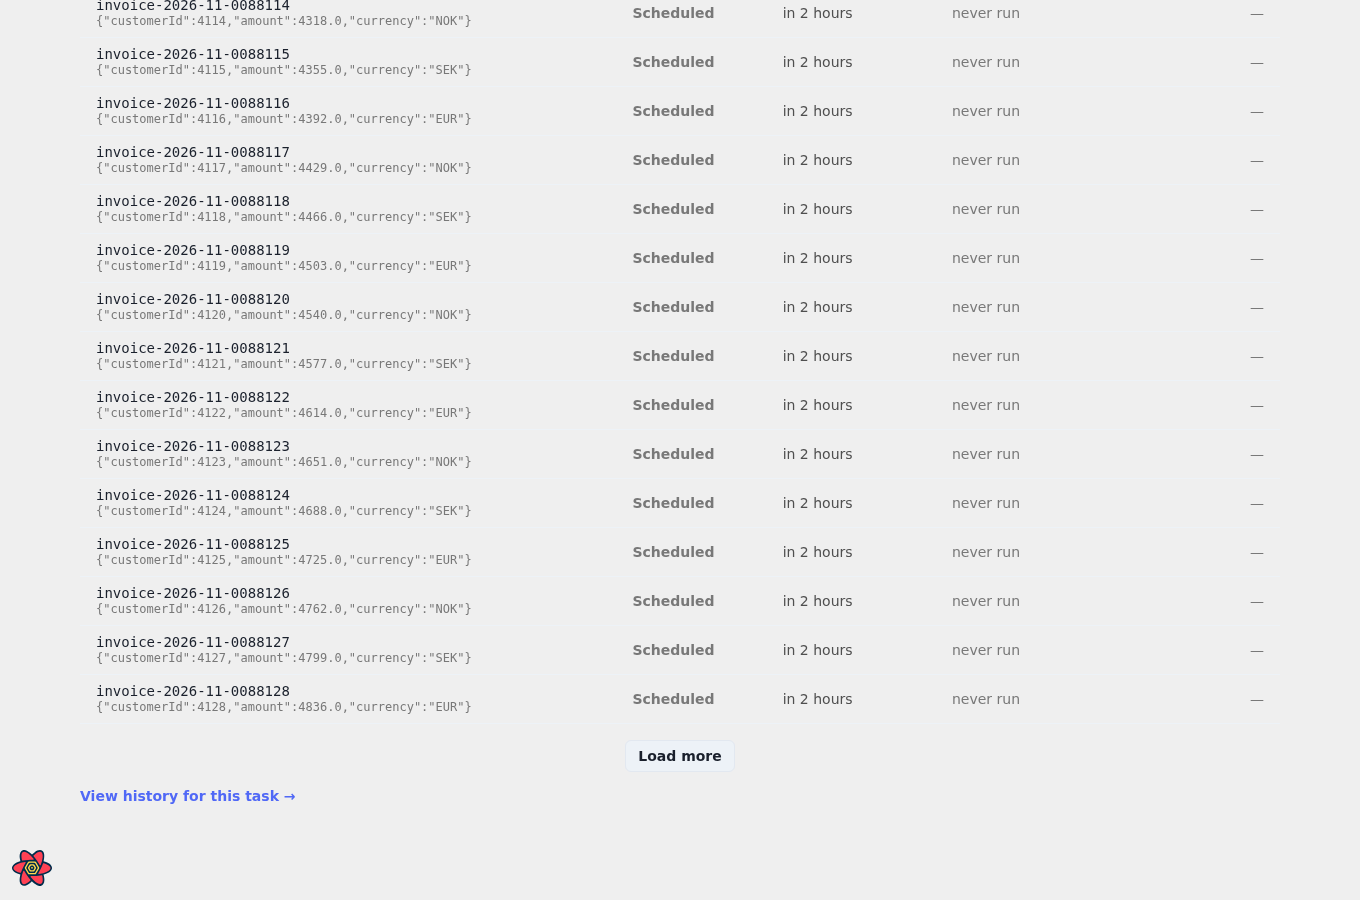 invoice-2026-11-0088114
{"customerId":4114,"amount":4318.0,"currency":"NOK"} Scheduled in 2 hours never run —
invoice-2026-11-0088115
{"customerId":4115,"amount":4355.0,"currency":"SEK"} Scheduled in 2 hours never run —
invoice-2026-11-0088116
{"customerId":4116,"amount":4392.0,"currency":"EUR"} Scheduled in 2 hours never run —
invoice-2026-11-0088117
{"customerId":4117,"amount":4429.0,"currency":"NOK"} Scheduled in 2 hours never run —
invoice-2026-11-0088118
{"customerId":4118,"amount":4466.0,"currency":"SEK"} Scheduled in 2 hours never run —
invoice-2026-11-0088119
{"customerId":4119,"amount":4503.0,"currency":"EUR"} Scheduled in 2 hours never run —
invoice-2026-11-0088120
{"customerId":4120,"amount":4540.0,"currency":"NOK"} Scheduled in 2 hours never run —
invoice-2026-11-0088121
{"customerId":4121,"amount":4577.0,"currency":"SEK"} Scheduled in 2 hours never run —
invoice-2026-11-0088122
{"customerId":4122,"amount":4614.0,"currency":"EUR"} Scheduled in 2 hours never run —
invoice-2026-11-0088123
{"customerId":4123,"amount":4651.0,"currency":"NOK"} Scheduled in 2 hours never run —
invoice-2026-11-0088124
{"customerId":4124,"amount":4688.0,"currency":"SEK"} Scheduled in 2 hours never run —
invoice-2026-11-0088125
{"customerId":4125,"amount":4725.0,"currency":"EUR"} Scheduled in 2 hours never run —
invoice-2026-11-0088126
{"customerId":4126,"amount":4762.0,"currency":"NOK"} Scheduled in 2 hours never run —
invoice-2026-11-0088127
{"customerId":4127,"amount":4799.0,"currency":"SEK"} Scheduled in 2 hours never run —
invoice-2026-11-0088128
{"customerId":4128,"amount":4836.0,"currency":"EUR"} Scheduled in 2 hours never run —
Load more
View history for this task →